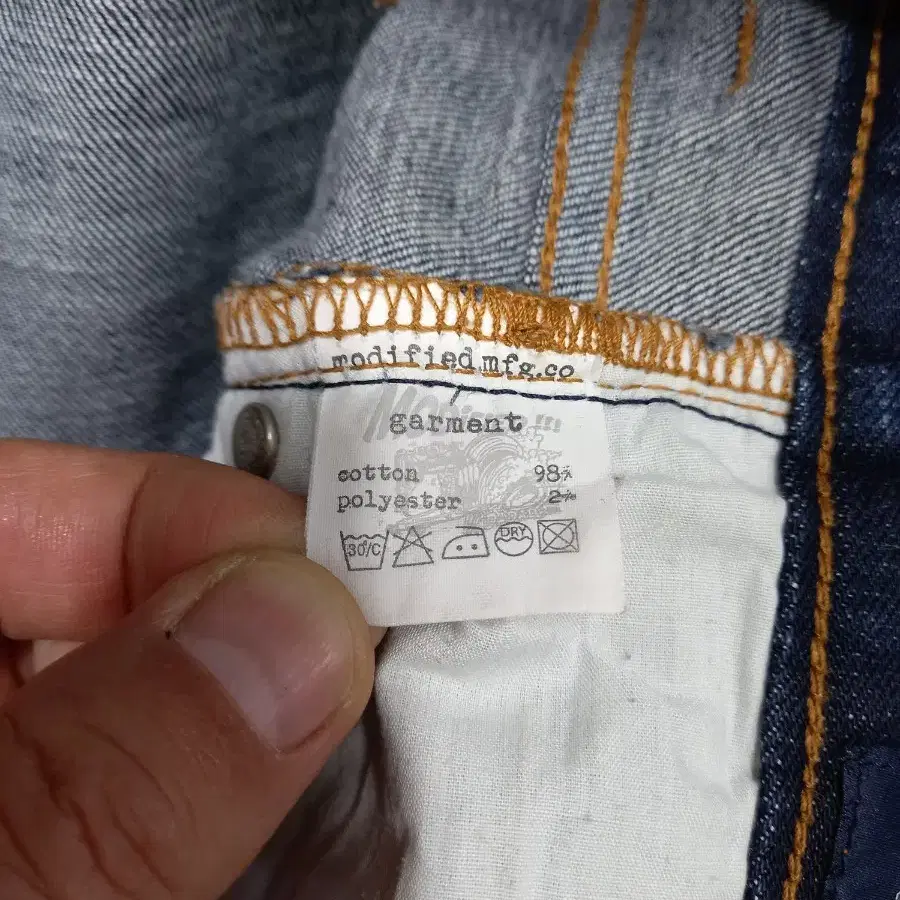 modified.mfg.co
garment
cotton 98%
polyester 2%
30°/C DRY